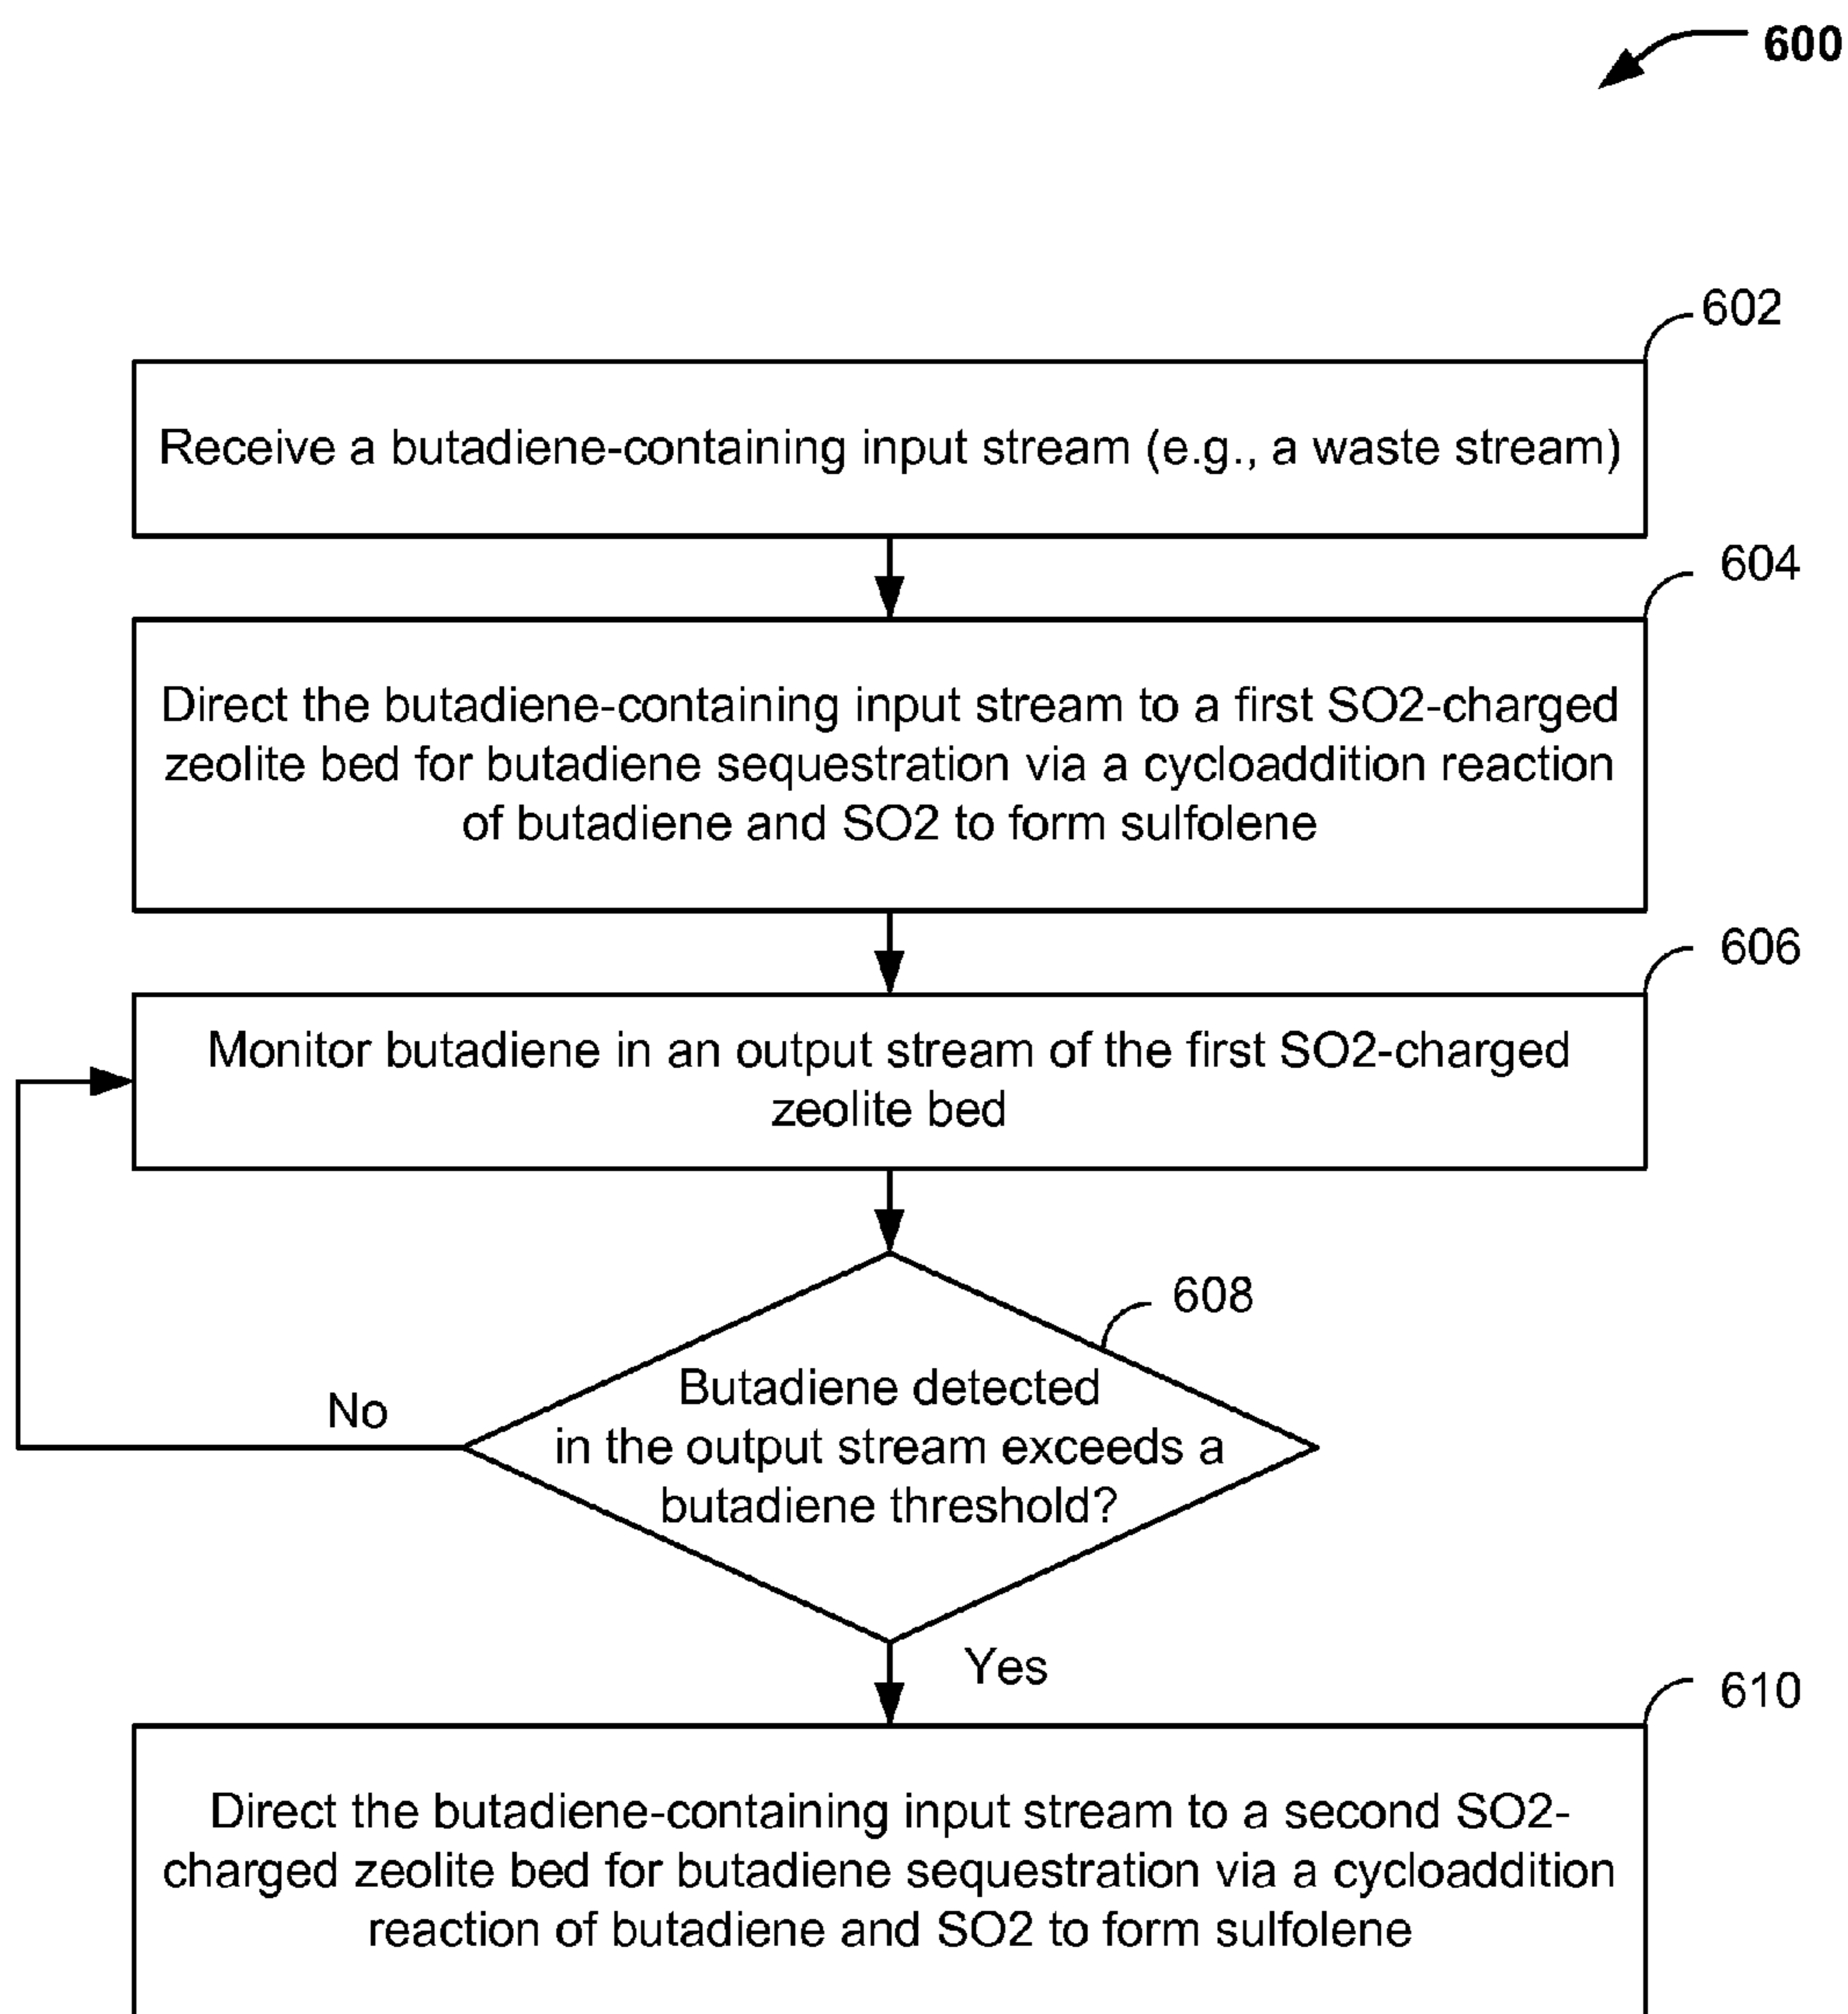 600
602
Receive a butadiene-containing input stream (e.g., a waste stream)
604
Direct the butadiene-containing input stream to a first SO2-charged
zeolite bed for butadiene sequestration via a cycloaddition reaction
of butadiene and SO2 to form sulfolene
606
Monitor butadiene in an output stream of the first SO2-charged
zeolite bed
608
Butadiene detected
in the output stream exceeds a
butadiene threshold?
No
Yes
610
Direct the butadiene-containing input stream to a second SO2-
charged zeolite bed for butadiene sequestration via a cycloaddition
reaction of butadiene and SO2 to form sulfolene